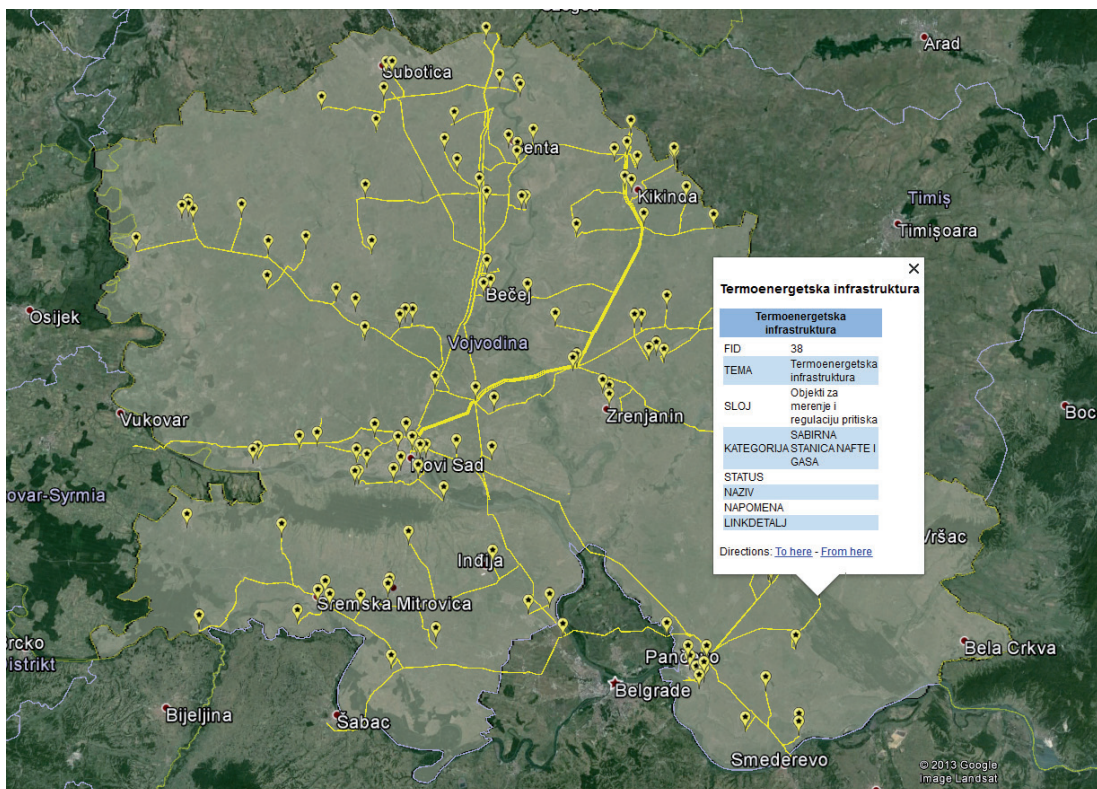 Subotica
Arad
Senta
Kikinda
Timiș
Timișoara
Osijek
Bečej
Vojvodina
Vukovar
Zrenjanin
Boc
Novi Sad
ovar-Syrmia
Vršac
Inđija
Sremska Mitrovica
Brcko
Distrikt
Pančevo
Bela Crkva
Belgrade
Bijeljina
Šabac
Smederevo
Termoenergetska infrastruktura
Termoenergetska
infrastruktura
FID 38
TEMA Termoenergetska
infrastruktura
SLOJ Objekti za
merenje i
regulaciju pritiska
KATEGORIJA SABIRNA
STANICA NAFTE I
GASA
STATUS
NAZIV
NAPOMENA
LINKDETALJ
Directions: To here - From here
© 2013 Google
Image Landsat